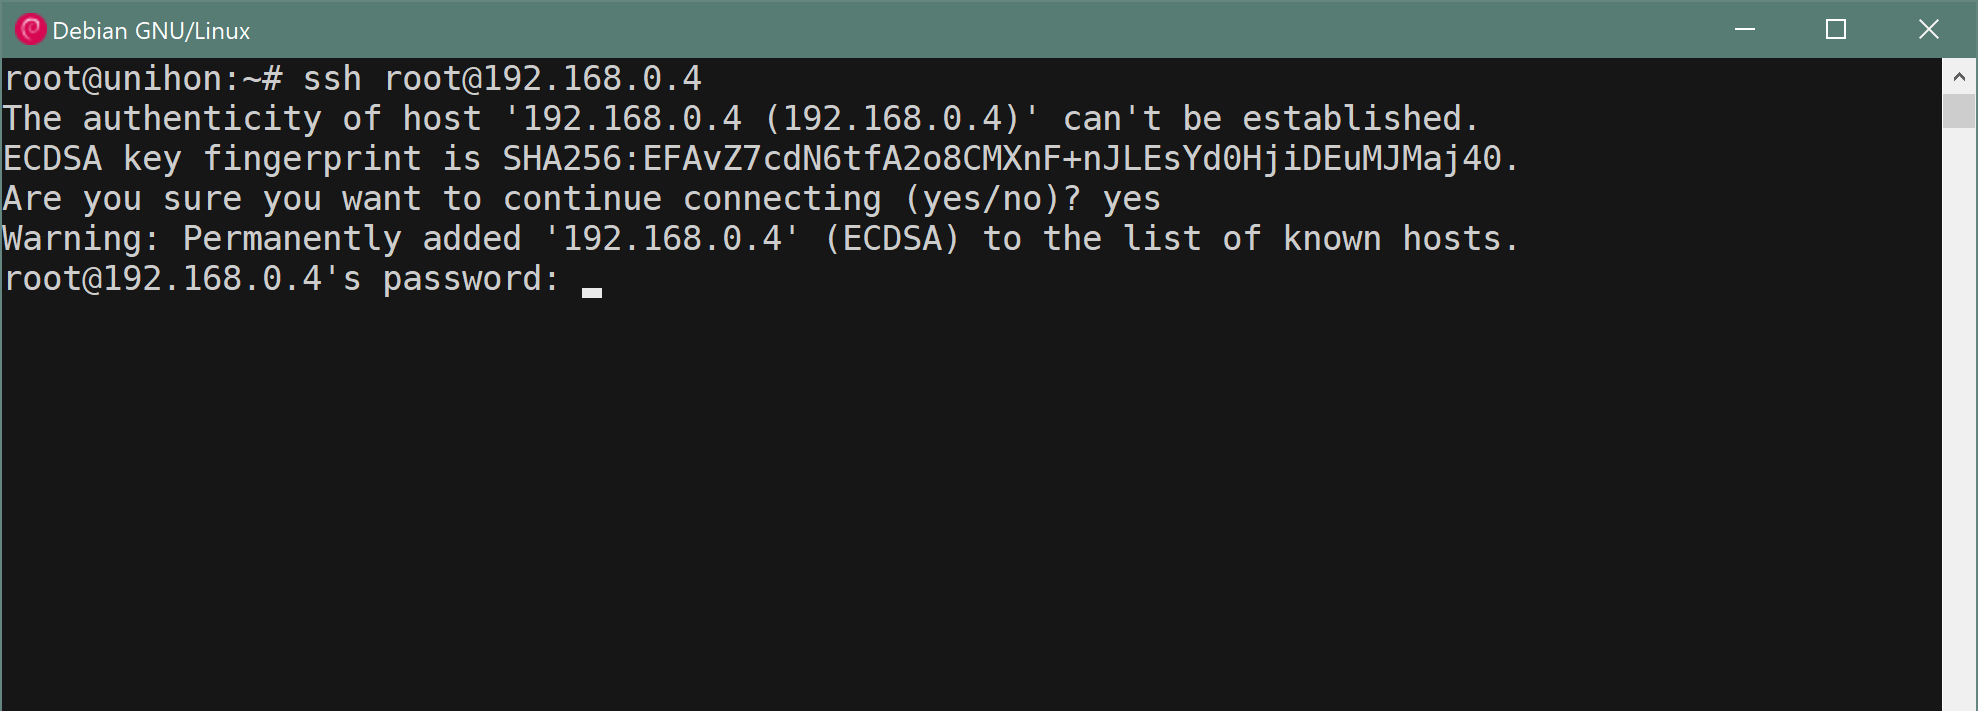 Debian GNU/Linux
root@unihon:~# ssh root@192.168.0.4
The authenticity of host '192.168.0.4 (192.168.0.4)' can't be established.
ECDSA key fingerprint is SHA256:EFAvZ7cdN6tfA2o8CMXnF+nJLEsYd0HjiDEuMJMaj40.
Are you sure you want to continue connecting (yes/no)? yes
Warning: Permanently added '192.168.0.4' (ECDSA) to the list of known hosts.
root@192.168.0.4's password: